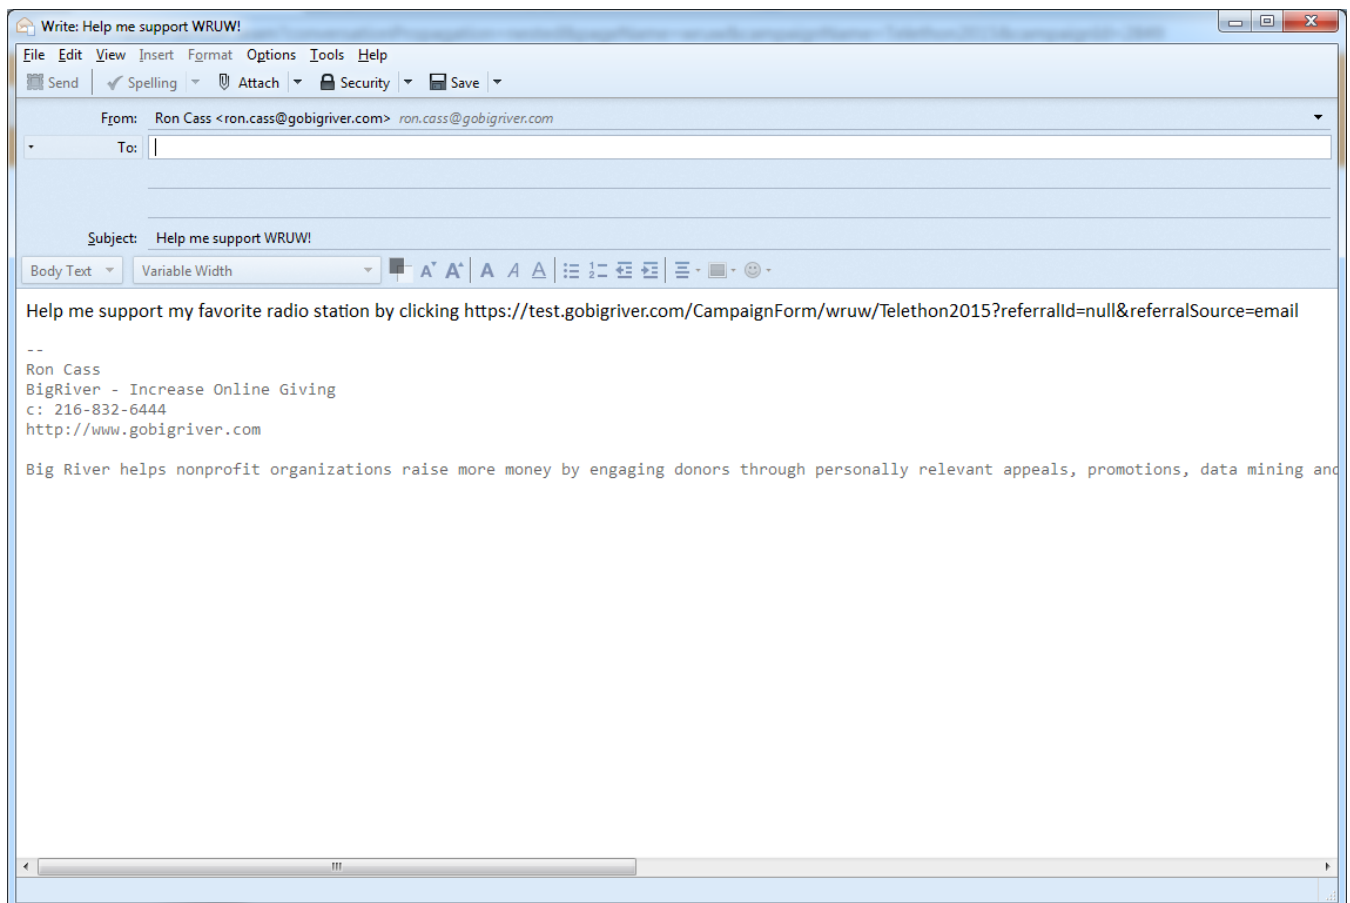 Write: Help me support WRUW!
File Edit View Insert Format Options Tools Help
Send Spelling Attach Security Save
From: Ron Cass <ron.cass@gobigriver.com> ron.cass@gobigriver.com
To:
Subject: Help me support WRUW!
Body Text Variable Width
Help me support my favorite radio station by clicking https://test.gobigriver.com/CampaignForm/wruw/Telethon2015?referralId=null&referralSource=email
--
Ron Cass
BigRiver - Increase Online Giving
c: 216-832-6444
http://www.gobigriver.com
Big River helps nonprofit organizations raise more money by engaging donors through personally relevant appeals, promotions, data mining and